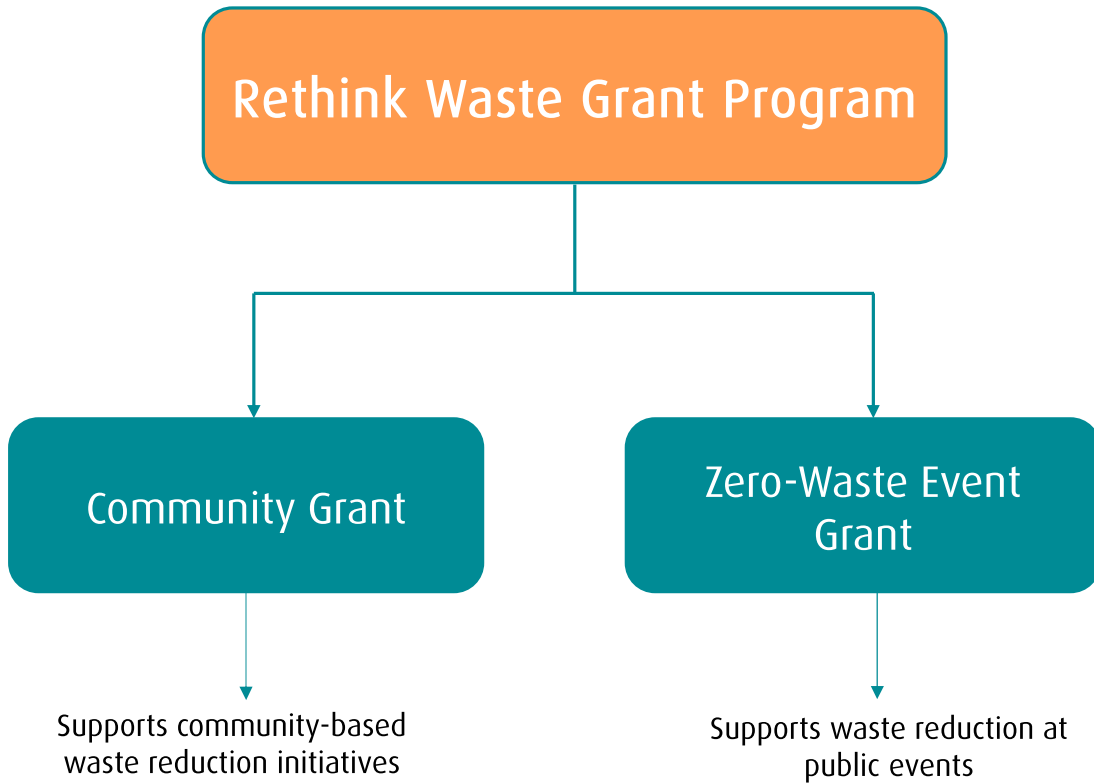 Rethink Waste Grant Program
Community Grant
Zero-Waste Event
Grant
Supports community-based
waste reduction initiatives
Supports waste reduction at
public events